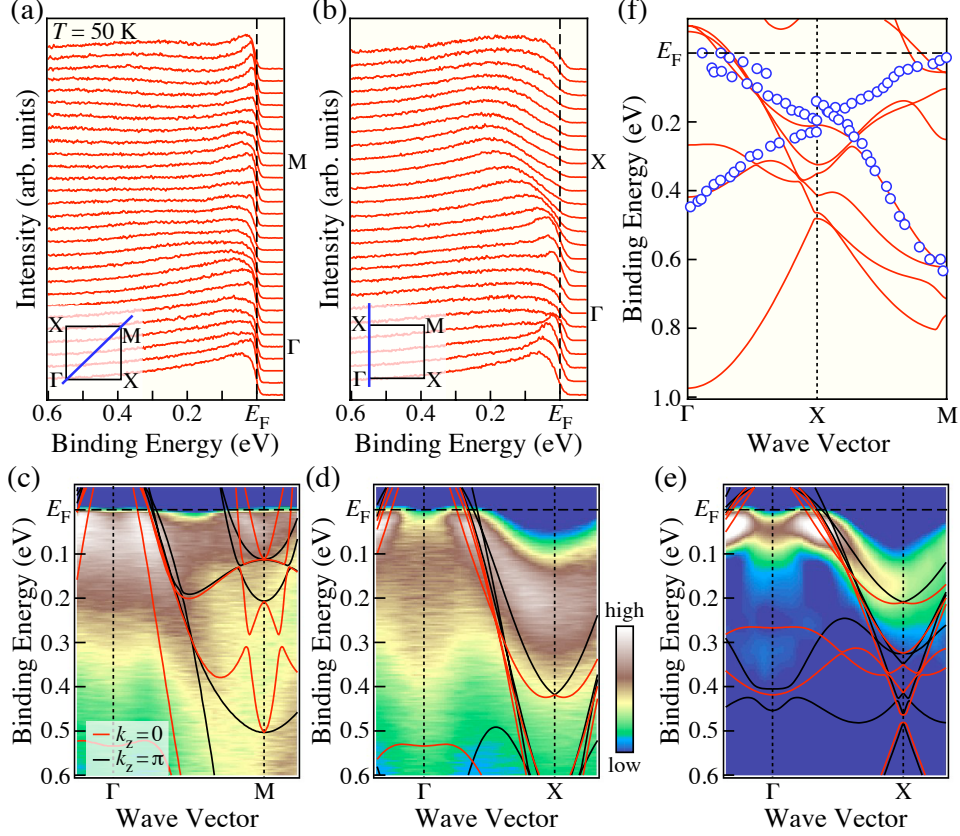 (a)
T = 50 K
Intensity (arb. units)
M
Γ
X
M
Γ
X
0.6
0.4
0.2
E_F
Binding Energy (eV)
(b)
Intensity (arb. units)
X
Γ
X
M
Γ
X
0.6
0.4
0.2
E_F
Binding Energy (eV)
(f)
E_F
0.2
0.4
0.6
0.8
1.0
Binding Energy (eV)
Γ
X
M
Wave Vector
(c)
E_F
0.1
0.2
0.3
0.4
0.5
0.6
Binding Energy (eV)
k_z = 0
k_z = π
Γ
M
Wave Vector
(d)
E_F
0.1
0.2
0.3
0.4
0.5
0.6
Binding Energy (eV)
Γ
X
Wave Vector
high
low
(e)
E_F
0.1
0.2
0.3
0.4
0.5
0.6
Binding Energy (eV)
Γ
X
Wave Vector